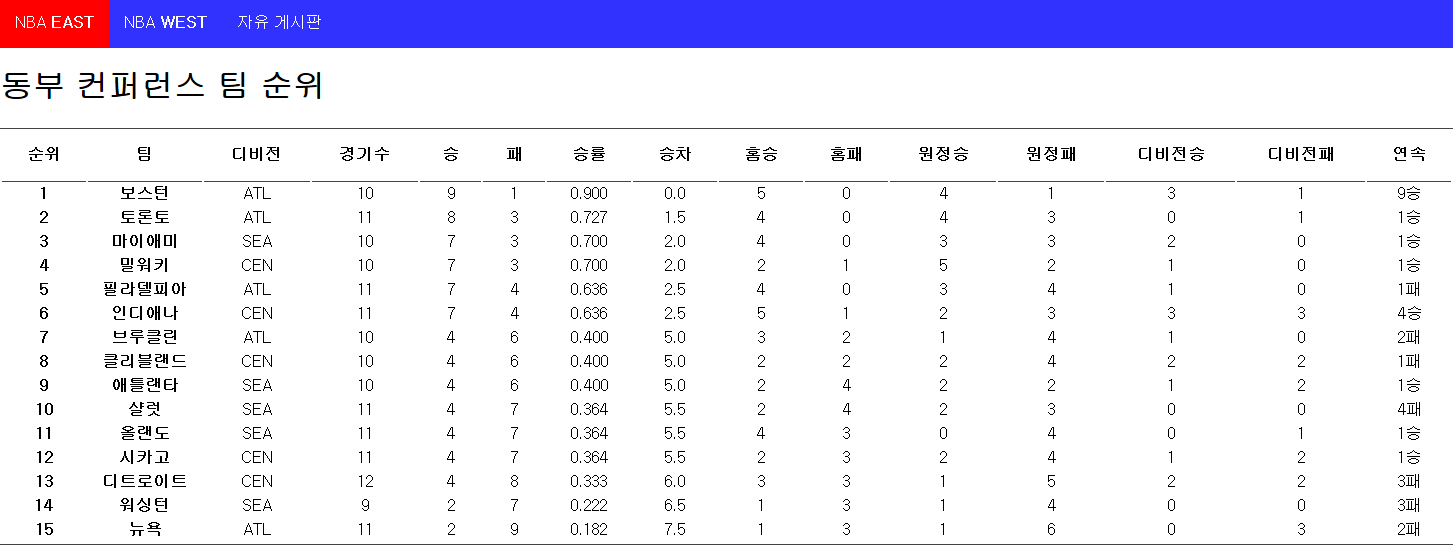 NBA EAST NBA WEST 자유 게시판
동부 컨퍼런스 팀 순위
순위 팀 디비전 경기수 승 패 승률 승차 홈승 홈패 원정승 원정패 디비전승 디비전패 연속
1 보스턴 ATL 10 9 1 0.900 0.0 5 0 4 1 3 1 9승
2 토론토 ATL 11 8 3 0.727 1.5 4 0 4 3 0 1 1승
3 마이애미 SEA 10 7 3 0.700 2.0 4 0 3 3 2 0 1승
4 밀워키 CEN 10 7 3 0.700 2.0 2 1 5 2 1 0 1승
5 필라델피아 ATL 11 7 4 0.636 2.5 4 0 3 4 1 0 1패
6 인디애나 CEN 11 7 4 0.636 2.5 5 1 2 3 3 3 4승
7 브루클린 ATL 10 4 6 0.400 5.0 3 2 1 4 1 0 2패
8 클리블랜드 CEN 10 4 6 0.400 5.0 2 2 2 4 2 2 1패
9 애틀랜타 SEA 10 4 6 0.400 5.0 2 4 2 2 1 2 1승
10 샬럿 SEA 11 4 7 0.364 5.5 2 4 2 3 0 0 4패
11 올랜도 SEA 11 4 7 0.364 5.5 4 3 0 4 0 1 1승
12 시카고 CEN 11 4 7 0.364 5.5 2 3 2 4 1 2 1승
13 디트로이트 CEN 12 4 8 0.333 6.0 3 3 1 5 2 2 3패
14 워싱턴 SEA 9 2 7 0.222 6.5 1 3 1 4 0 0 3패
15 뉴욕 ATL 11 2 9 0.182 7.5 1 3 1 6 0 3 2패